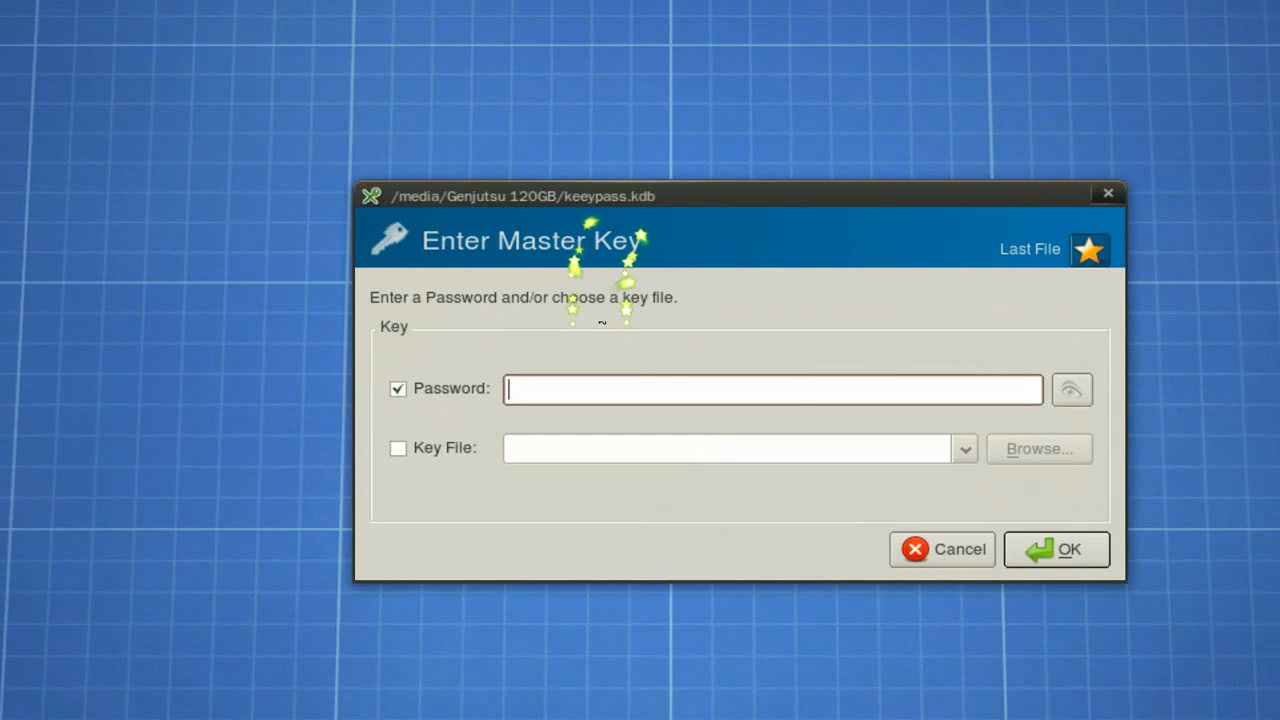 /media/Genjutsu 120GB/keeypass.kdb
Enter Master Key
Last File
Enter a Password and/or choose a key file.
Key
Password:
Key File:
Browse...
Cancel
OK